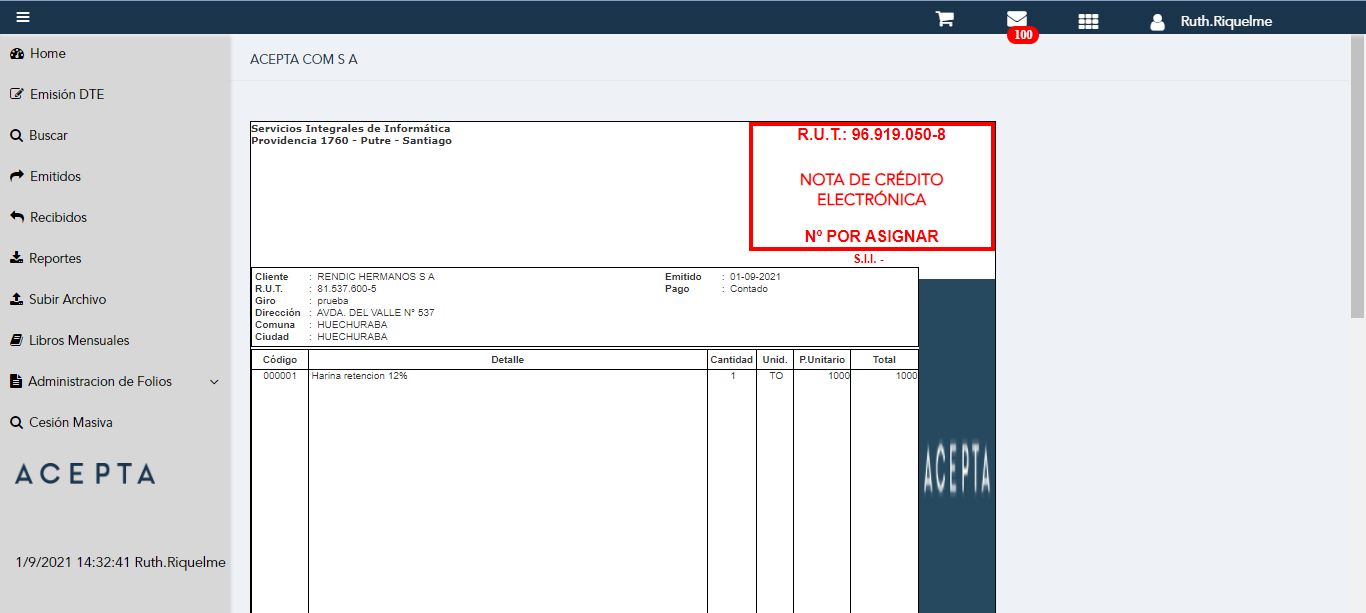 100
Ruth.Riquelme
Home
Emisión DTE
Buscar
Emitidos
Recibidos
Reportes
Subir Archivo
Libros Mensuales
Administracion de Folios
Cesión Masiva
ACEPTA
1/9/2021 14:32:41 Ruth.Riquelme
ACEPTA COM S A
Servicios Integrales de Informática
Providencia 1760 - Putre - Santiago
R.U.T.: 96.919.050-8
NOTA DE CRÉDITO
ELECTRÓNICA
Nº POR ASIGNAR
S.I.I. -
Cliente : RENDIC HERMANOS S A Emitido : 01-09-2021
R.U.T. : 81.537.600-5 Pago : Contado
Giro : prueba
Dirección : AVDA. DEL VALLE N° 537
Comuna : HUECHURABA
Ciudad : HUECHURABA
Código Detalle Cantidad Unid. P.Unitario Total
000001 Harina retencion 12% 1 TO 1000 1000
ACEPTA